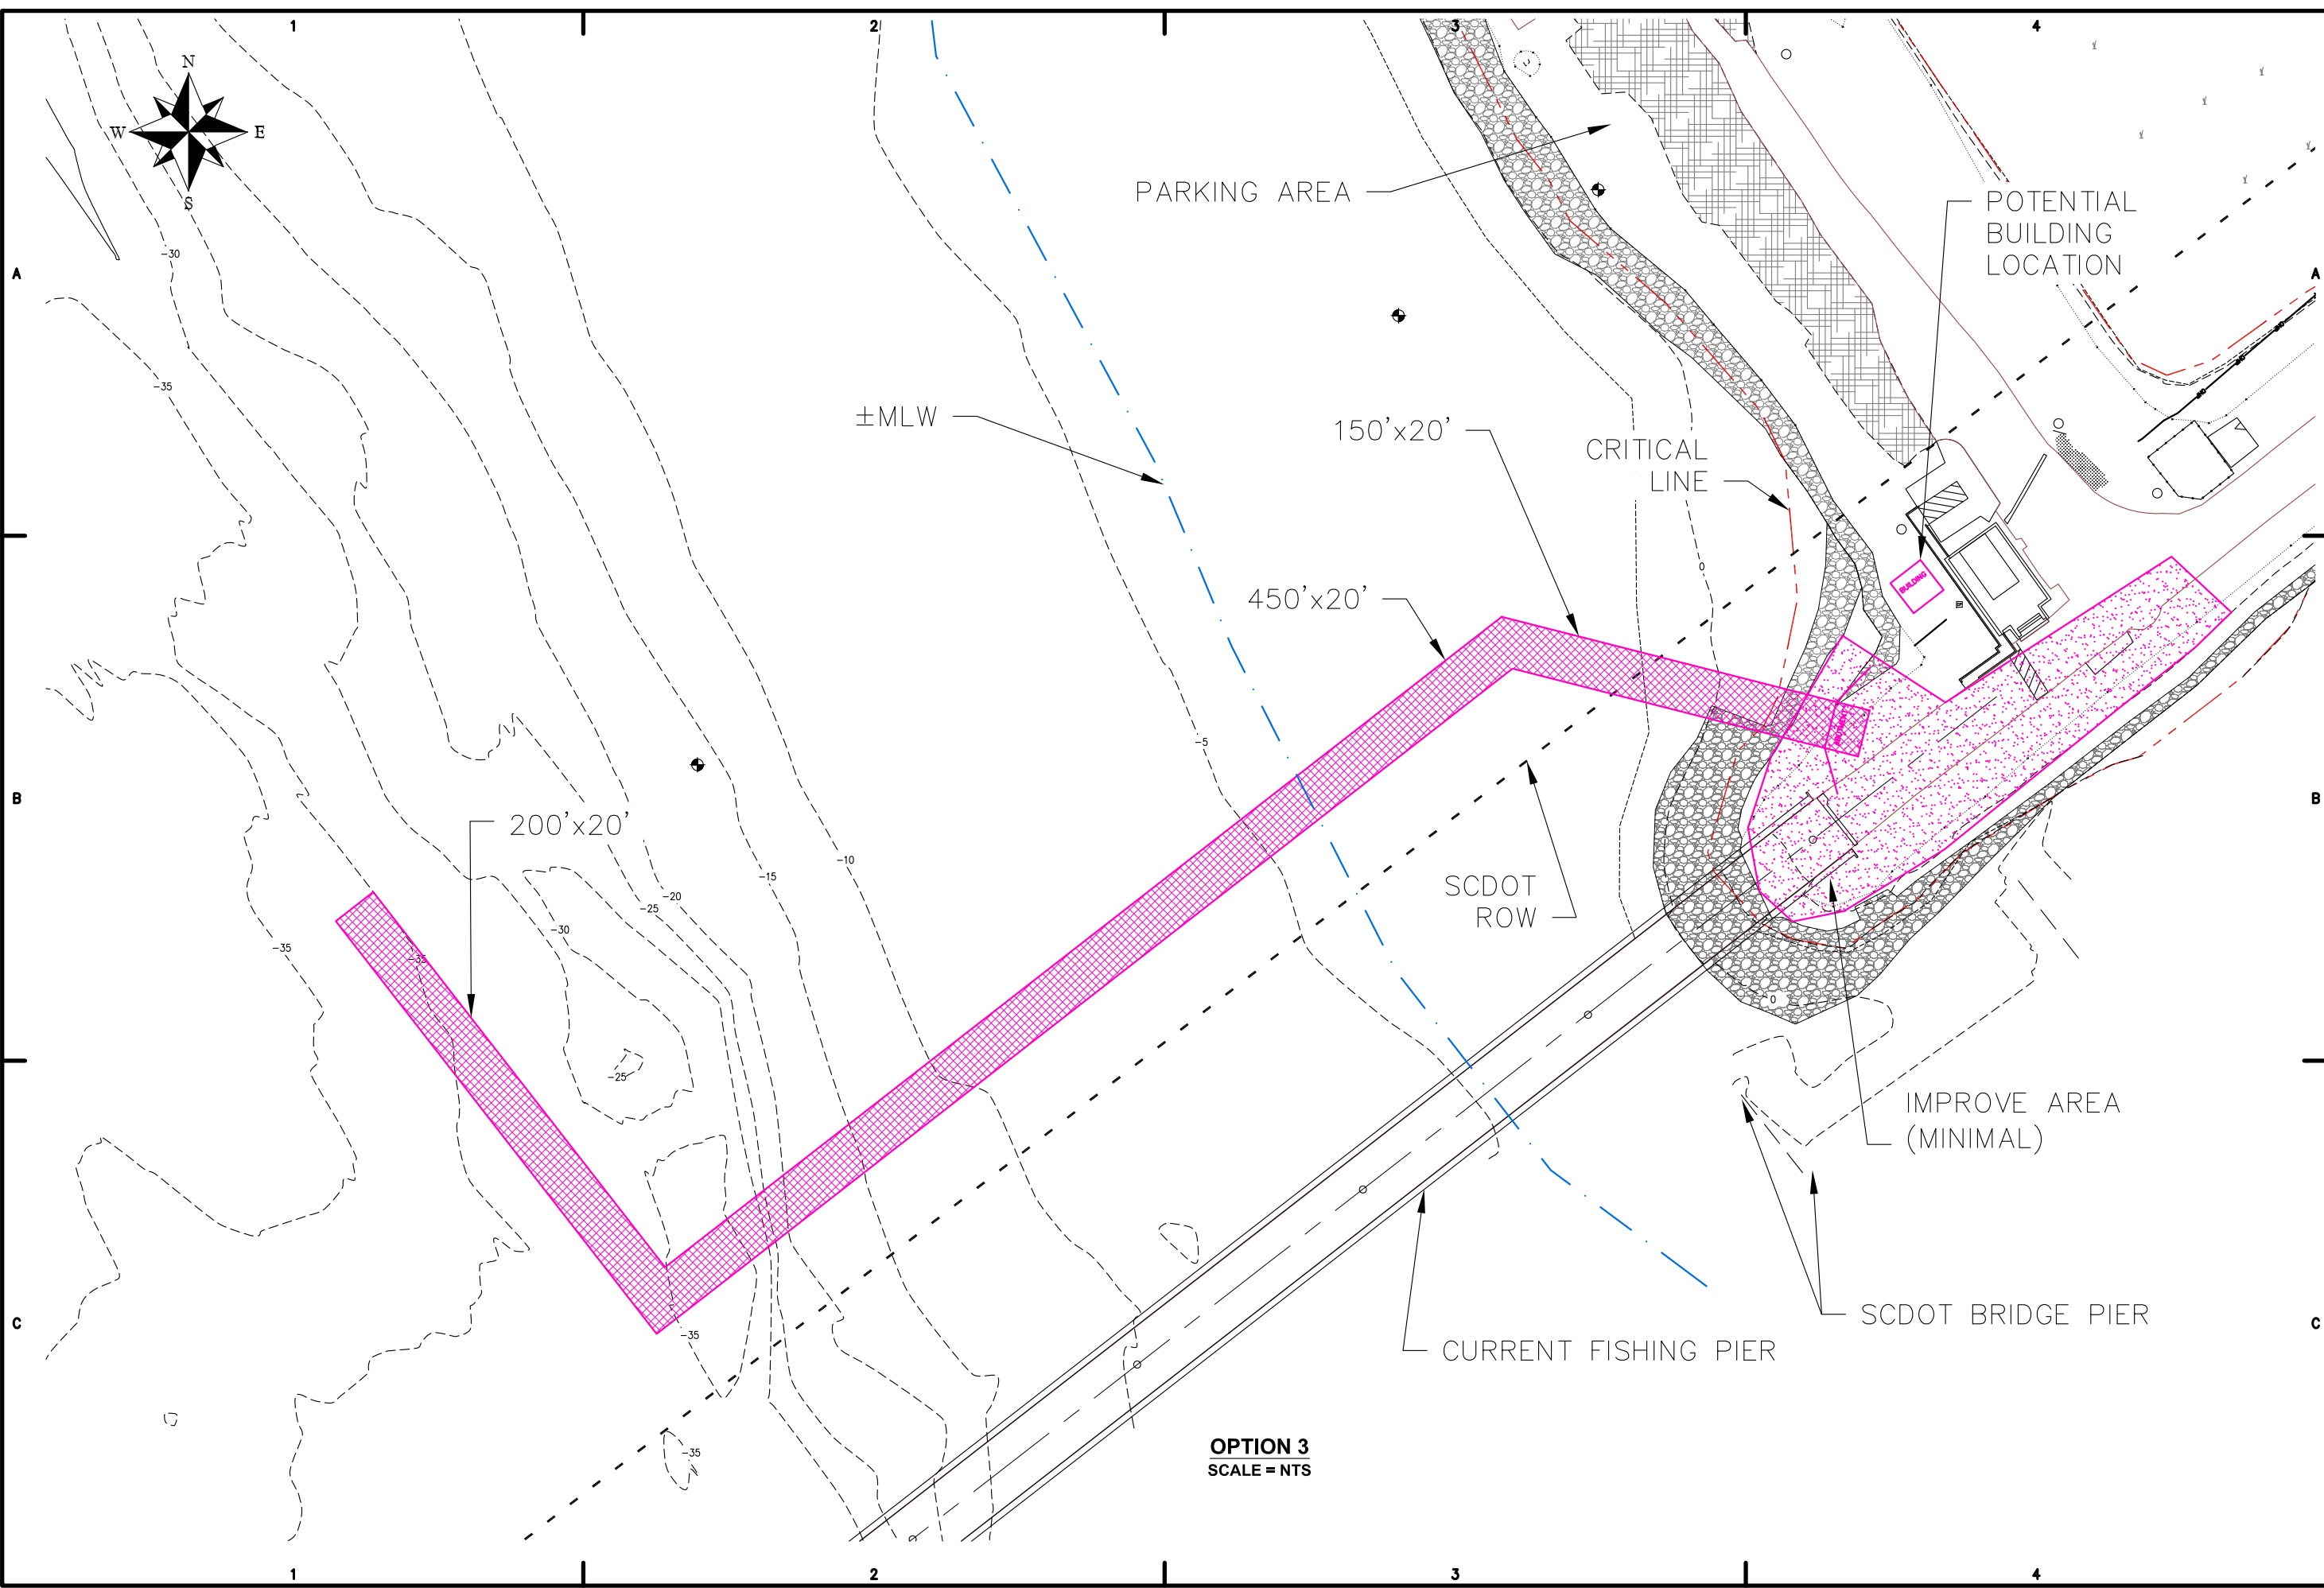 1
2
3
4
N
W
E
S
A
A
PARKING AREA
POTENTIAL
BUILDING
LOCATION
-30
-35
±MLW
150'x20'
CRITICAL
LINE
0
450'x20'
BUILDING
-5
B
B
200'x20'
-10
-15
-20
-25
-30
-35
-35
SCDOT
ROW
0
-25
IMPROVE AREA
(MINIMAL)
C
C
-35
SCDOT BRIDGE PIER
CURRENT FISHING PIER
-35
OPTION 3
SCALE = NTS
1
2
3
4